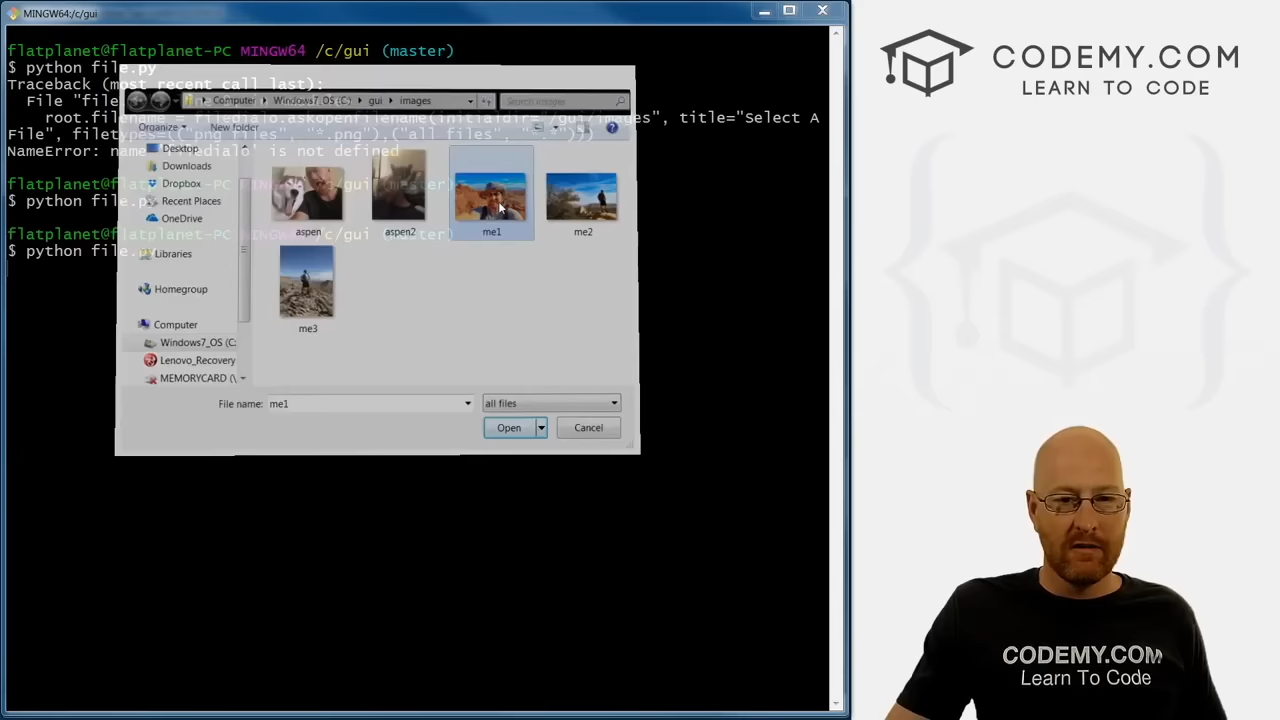 MINGW64:/c/gui
flatplanet@flatplanet-PC MINGW64 /c/gui (master)
$ python file.py
Traceback (most recent call last):
File "file
root.filename = filedialo.askopenfilename(initialdir="/gui/images", title="Select A
File", filetypes=(("png files", "*.png"),("all files", "*.*")))
NameError: name 'filedialo' is not defined
flatplanet@flatplanet-PC MINGW64 /c/gui (master)
$ python file.py
flatplanet@flatplanet-PC MINGW64 /c/gui (master)
$ python file.py
Computer
Windows7_OS (C:)
gui
images
Search images
Organize
New folder
Desktop
Downloads
Dropbox
Recent Places
OneDrive
Libraries
Homegroup
Computer
Windows7_OS (C:
Lenovo_Recovery
MEMORYCARD (\
aspen
aspen2
me1
me2
me3
File name:
me1
all files
Open
Cancel
CODEMY.COM
LEARN TO CODE
CODEMY.COM
Learn To Code